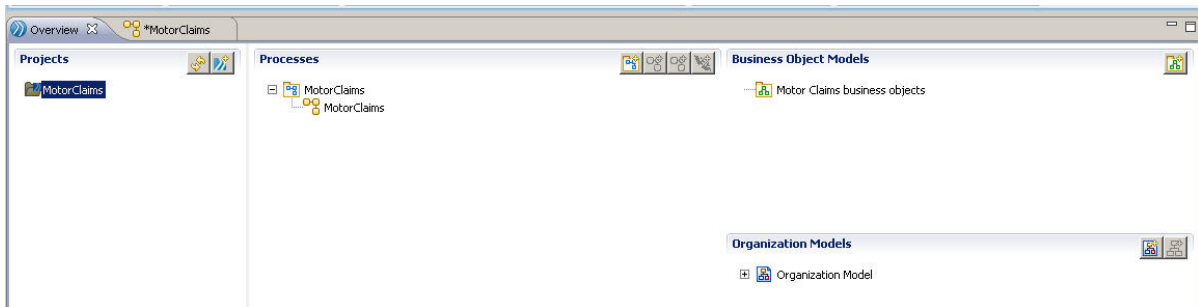 Overview
*MotorClaims
Projects
MotorClaims
Processes
MotorClaims
MotorClaims
Business Object Models
Motor Claims business objects
Organization Models
Organization Model